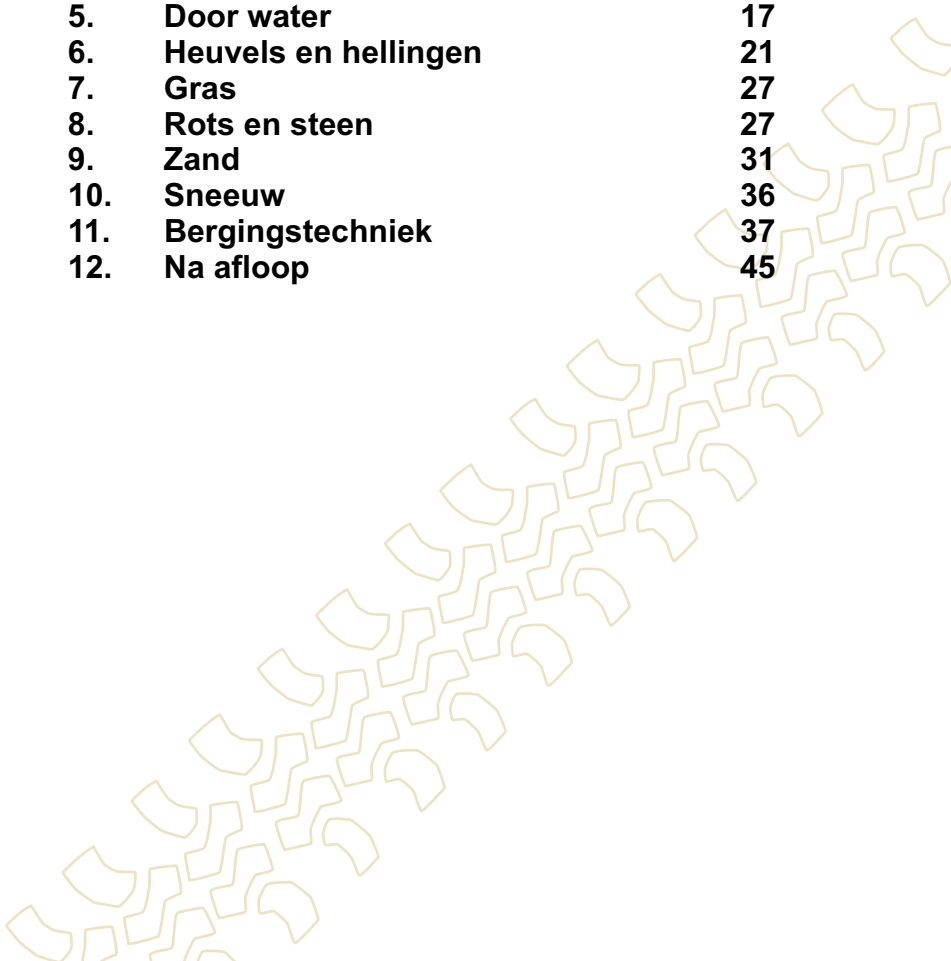 5. Door water 17
6. Heuvels en hellingen 21
7. Gras 27
8. Rots en steen 27
9. Zand 31
10. Sneeuw 36
11. Bergingstechniek 37
12. Na afloop 45